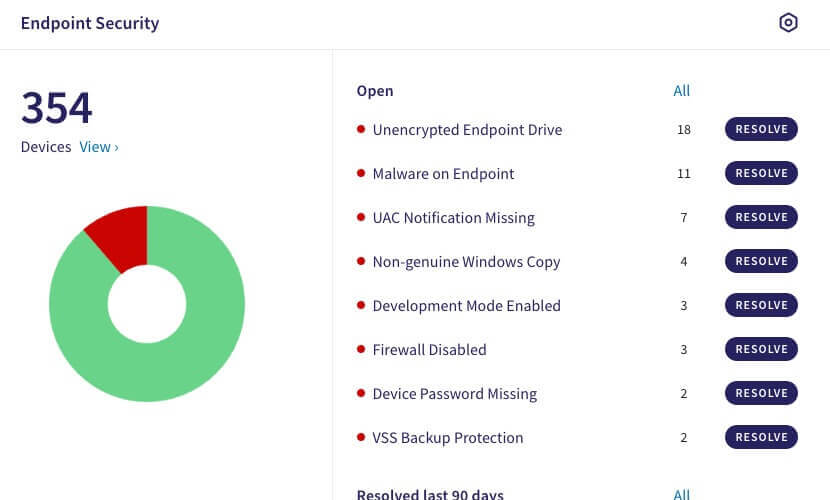 Endpoint Security
354
Devices View ›
Open All
Unencrypted Endpoint Drive 18 RESOLVE
Malware on Endpoint 11 RESOLVE
UAC Notification Missing 7 RESOLVE
Non-genuine Windows Copy 4 RESOLVE
Development Mode Enabled 3 RESOLVE
Firewall Disabled 3 RESOLVE
Device Password Missing 2 RESOLVE
VSS Backup Protection 2 RESOLVE
Resolved last 90 days All